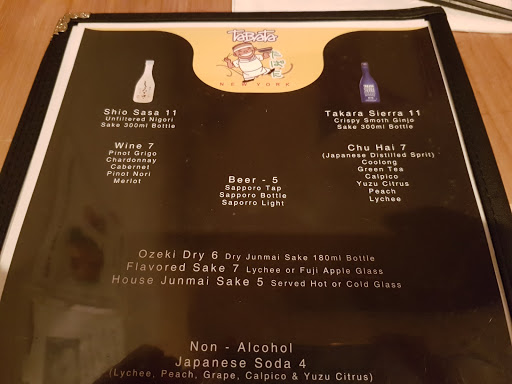 TabaTa
NEW YORK
Shio Sasa 11
Unfiltered Nigori
Sake 300ml Bottle
Takara Sierra 11
Crispy Smoth Ginjo
Sake 300ml Bottle
Wine 7
Pinot Grigo
Chardonnay
Cabernet
Pinot Nori
Merlot
Beer - 5
Sapporo Tap
Sapporo Bottle
Saporro Light
Chu Hai 7
(Japanese Distilled Sprit)
Coolong
Green Tea
Calpico
Yuzu Citrus
Peach
Lychee
Ozeki Dry 6 Dry Junmai Sake 180ml Bottle
Flavored Sake 7 Lychee or Fuji Apple Glass
House Junmai Sake 5 Served Hot or Cold Glass
Non - Alcohol
Japanese Soda 4
(Lychee, Peach, Grape, Calpico & Yuzu Citrus)